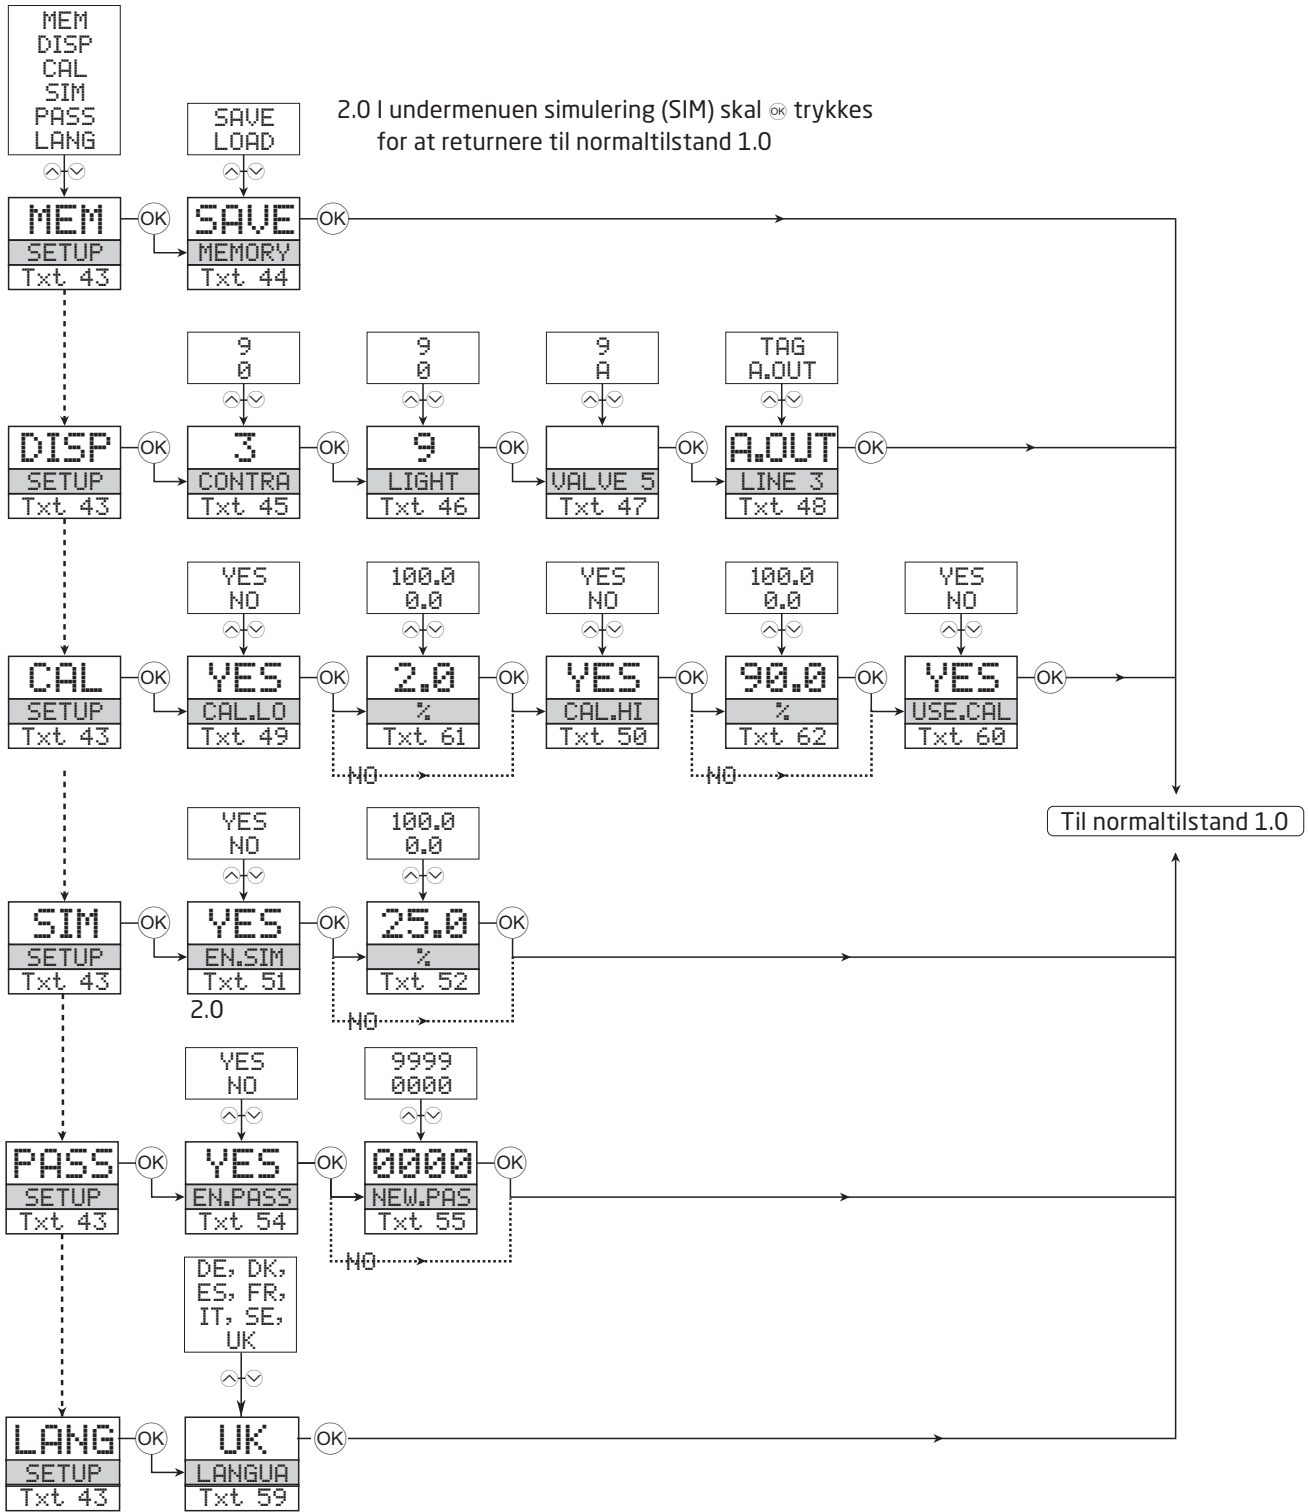 MEM
DISP
CAL
SIM
PASS
LANG
SAVE
LOAD
2.0 I undermenuen simulering (SIM) skal OK trykkes
for at returnere til normaltilstand 1.0
MEM
SETUP
Txt 43
OK
SAVE
MEMORY
Txt 44
OK
9
0
9
0
9
A
TAG
A.OUT
DISP
SETUP
Txt 43
OK
3
CONTRA
Txt 45
OK
9
LIGHT
Txt 46
OK
VALVE 5
Txt 47
OK
A.OUT
LINE 3
Txt 48
OK
YES
NO
100.0
0.0
YES
NO
100.0
0.0
YES
NO
CAL
SETUP
Txt 43
OK
YES
CAL.LO
Txt 49
OK
2.0
%
Txt 61
OK
YES
CAL.HI
Txt 50
OK
90.0
%
Txt 62
OK
YES
USE.CAL
Txt 60
OK
NO
NO
Til normaltilstand 1.0
YES
NO
100.0
0.0
SIM
SETUP
Txt 43
OK
YES
EN.SIM
Txt 51
2.0
OK
25.0
%
Txt 52
OK
NO
YES
NO
9999
0000
PASS
SETUP
Txt 43
OK
YES
EN.PASS
Txt 54
OK
0000
NEW.PAS
Txt 55
OK
NO
DE, DK,
ES, FR,
IT, SE,
UK
LANG
SETUP
Txt 43
OK
UK
LANGUA
Txt 59
OK